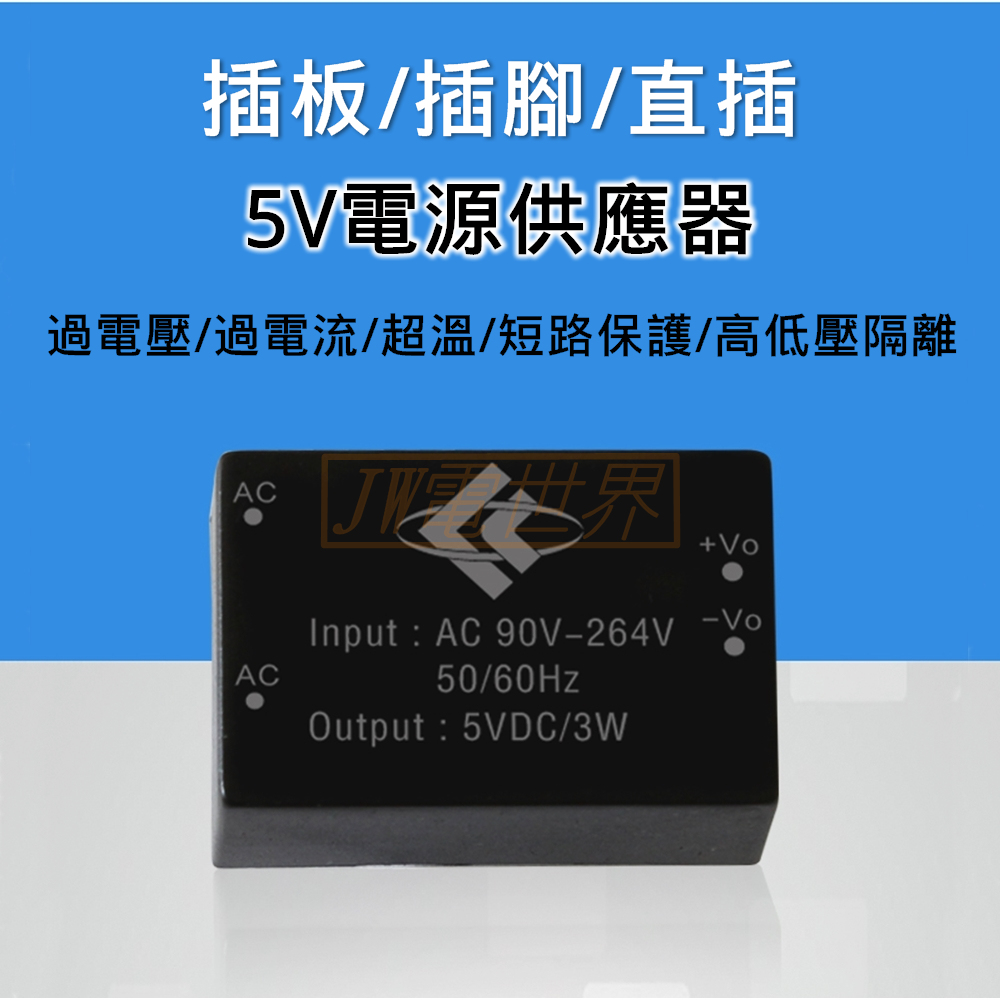 插板/插腳/直插
5V電源供應器
過電壓/過電流/超溫/短路保護/高低壓隔離
JW電世界
AC
+Vo
-Vo
Input : AC 90V-264V
AC
50/60Hz
Output : 5VDC/3W